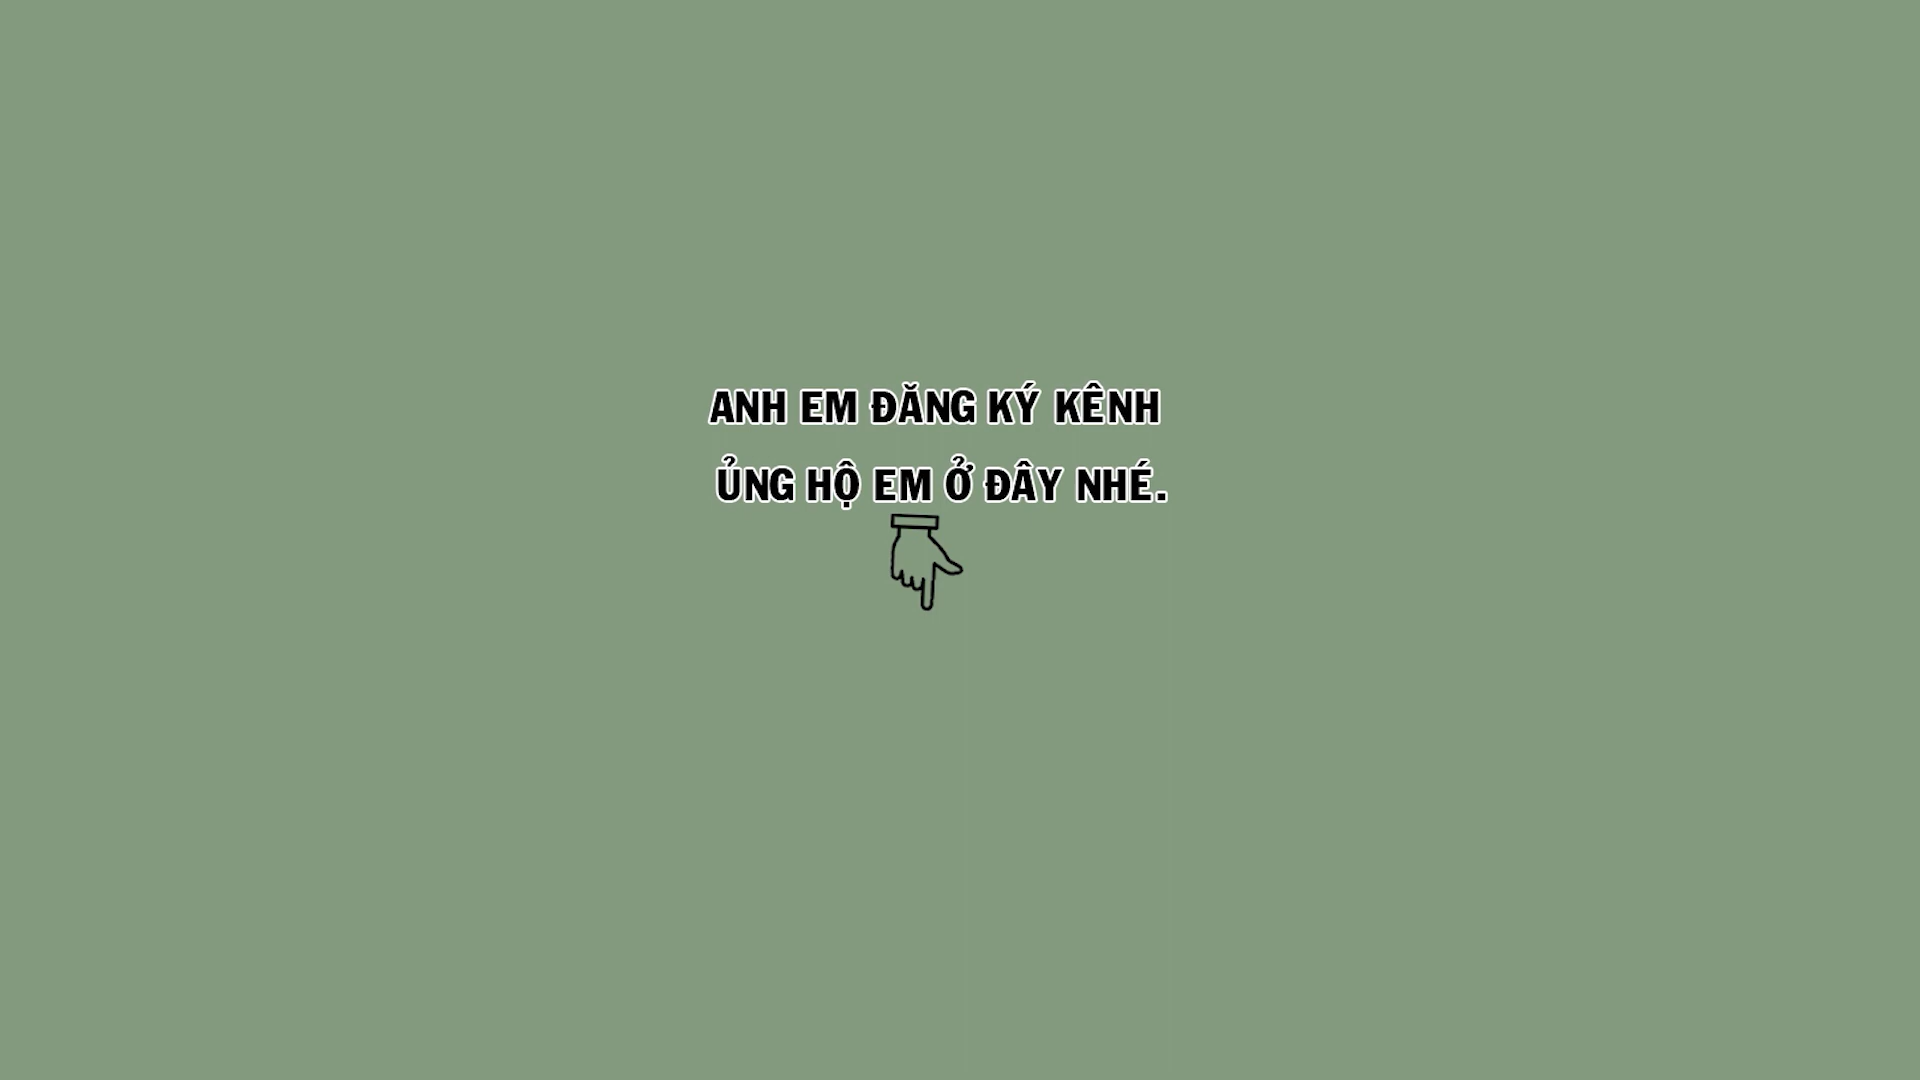 ANH EM ĐĂNG KÝ KÊNH
ỦNG HỘ EM Ở ĐÂY NHÉ.